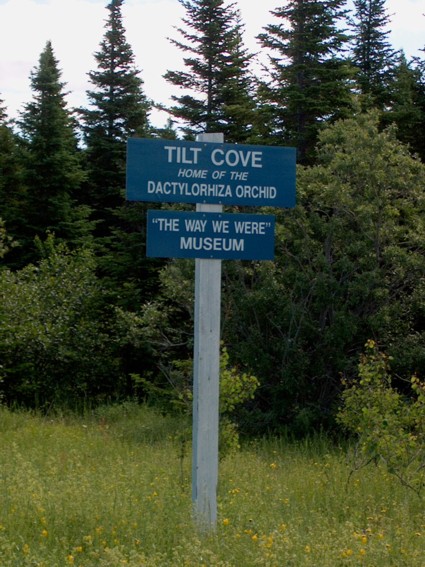 TILT COVE
HOME OF THE
DACTYLORHIZA ORCHID
"THE WAY WE WERE"
MUSEUM